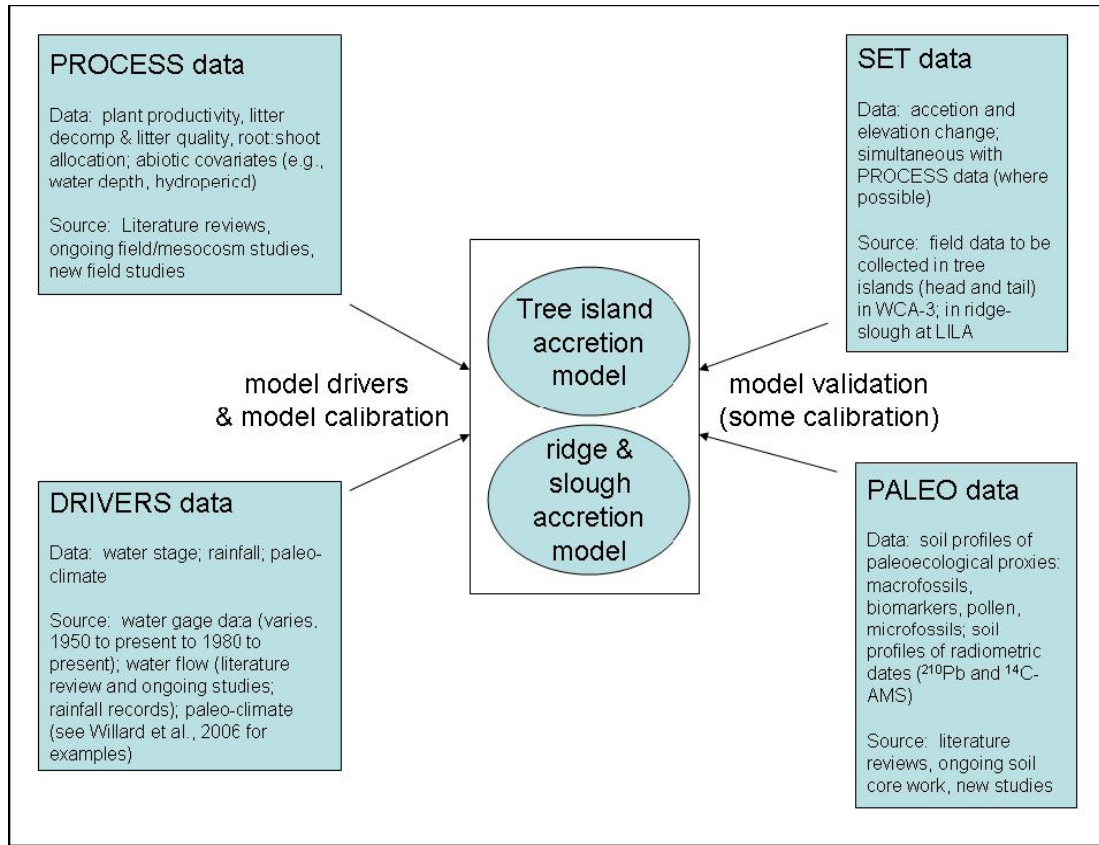 PROCESS data
Data: plant productivity, litter
decomp & litter quality, root:shoot
allocation; abiotic covariates (e.g.,
water depth, hydroperiod)
Source: Literature reviews,
ongoing field/mesocosm studies,
new field studies
SET data
Data: accetion and
elevation change;
simultaneous with
PROCESS data (where
possible)
Source: field data to be
collected in tree
islands (head and tail)
in WCA-3; in ridge-
slough at LILA
Tree island
accretion
model
ridge &
slough
accretion
model
model drivers
& model calibration
model validation
(some calibration)
DRIVERS data
Data: water stage; rainfall; paleo-
climate
Source: water gage data (varies,
1950 to present to 1980 to
present); water flow (literature
review and ongoing studies;
rainfall records); paleo-climate
(see Willard et al., 2006 for
examples)
PALEO data
Data: soil profiles of
paleoecological proxies:
macrofossils,
biomarkers, pollen,
microfossils; soil
profiles of radiometric
dates (²¹⁰Pb and ¹⁴C-
AMS)
Source: literature
reviews, ongoing soil
core work, new studies